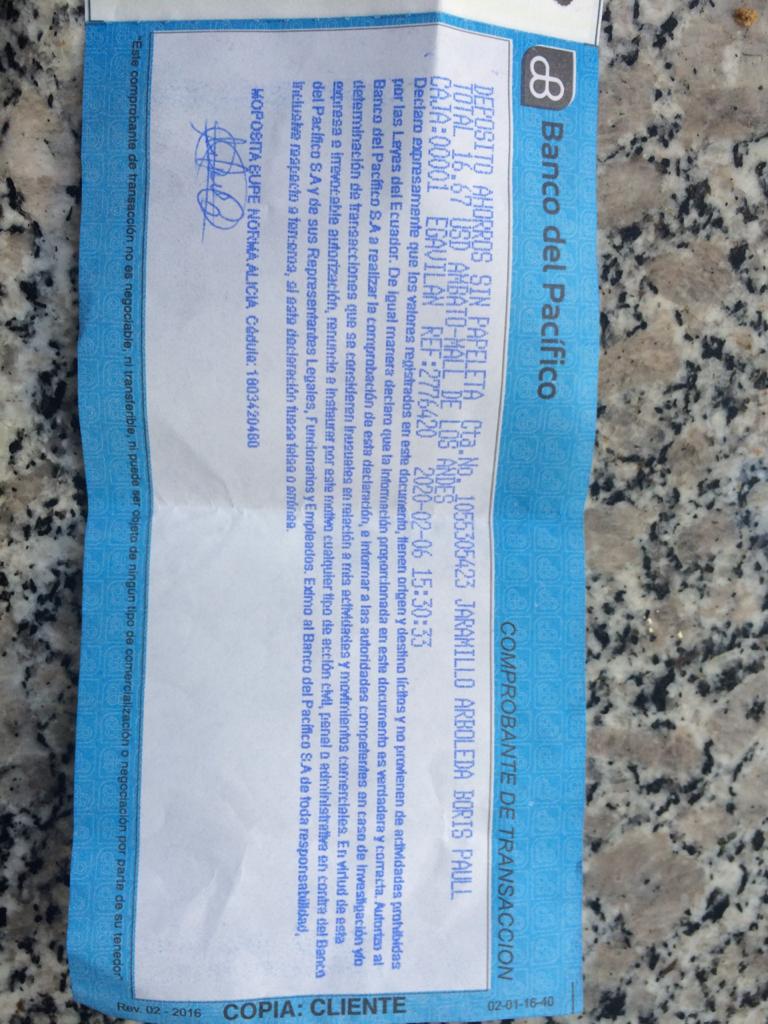 Banco del Pacífico
COMPROBANTE DE TRANSACCION
DEPOSITO AHORROS SIN PAPELETA Cta.No. 1055305423 JARAMILLO ARBOLEDA BORIS PAULL
TOTAL 16.67 USD AMBATO-MALL DE LOS ANDES
CAJA:00001 EGAVILAN REF:2776420 2020-02-06 15:30:33
Declaro expresamente que los valores registrados en este documento, tienen origen y destino lícitos y no provienen de actividades prohibidas
por las Leyes del Ecuador. De igual manera declaro que la información proporcionada en este documento es verdadera y correcta. Autorizo al
Banco del Pacífico S.A a realizar la comprobación de esta declaración, e informar a las autoridades competentes en caso de investigación y/o
determinación de transacciones que se consideren inusuales en relación a mis actividades y movimientos comerciales. En virtud de esta
expresa e irrevocable autorización, renuncio a instaurar por este motivo cualquier tipo de acción civil, penal o administrativa en contra del Banco
del Pacífico S.A y de sus Representantes Legales, Funcionarios y Empleados. Eximo al Banco del Pacífico S.A de toda responsabilidad,
inclusive respecto a terceros, si esta declaración fuese falsa o errónea.
MOPOSITA NORMA ALICIA Cédula: 1803420480
"Este comprobante de transacción no es negociable, ni transferible, ni puede ser objeto de ningún tipo de comercialización o negociación por parte de su tenedor"
02-01-16-40
COPIA: CLIENTE
Rev. 02 - 2016